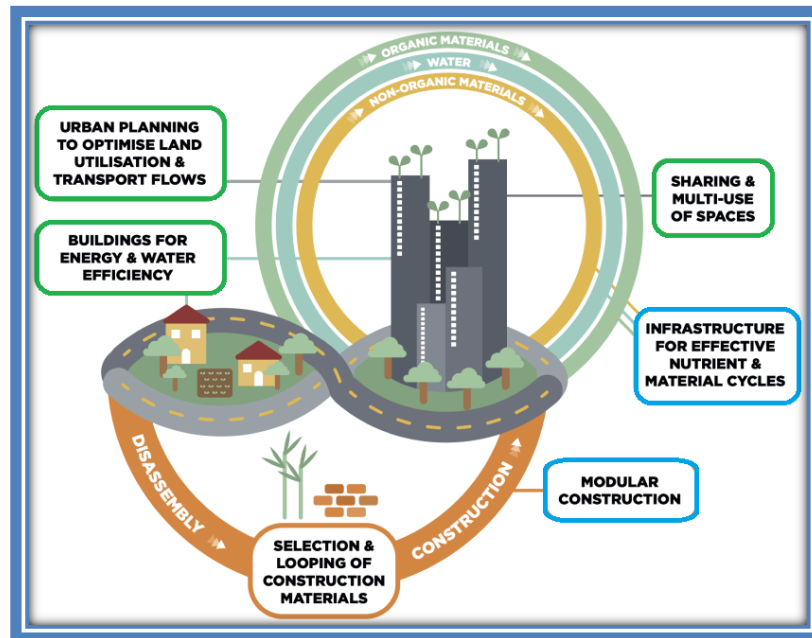 ORGANIC MATERIALS
WATER
NON-ORGANIC MATERIALS
URBAN PLANNING
TO OPTIMISE LAND
UTILISATION &
TRANSPORT FLOWS
SHARING &
MULTI-USE
OF SPACES
BUILDINGS FOR
ENERGY & WATER
EFFICIENCY
INFRASTRUCTURE
FOR EFFECTIVE
NUTRIENT &
MATERIAL CYCLES
DISASSEMBLY
CONSTRUCTION
MODULAR
CONSTRUCTION
SELECTION &
LOOPING OF
CONSTRUCTION
MATERIALS